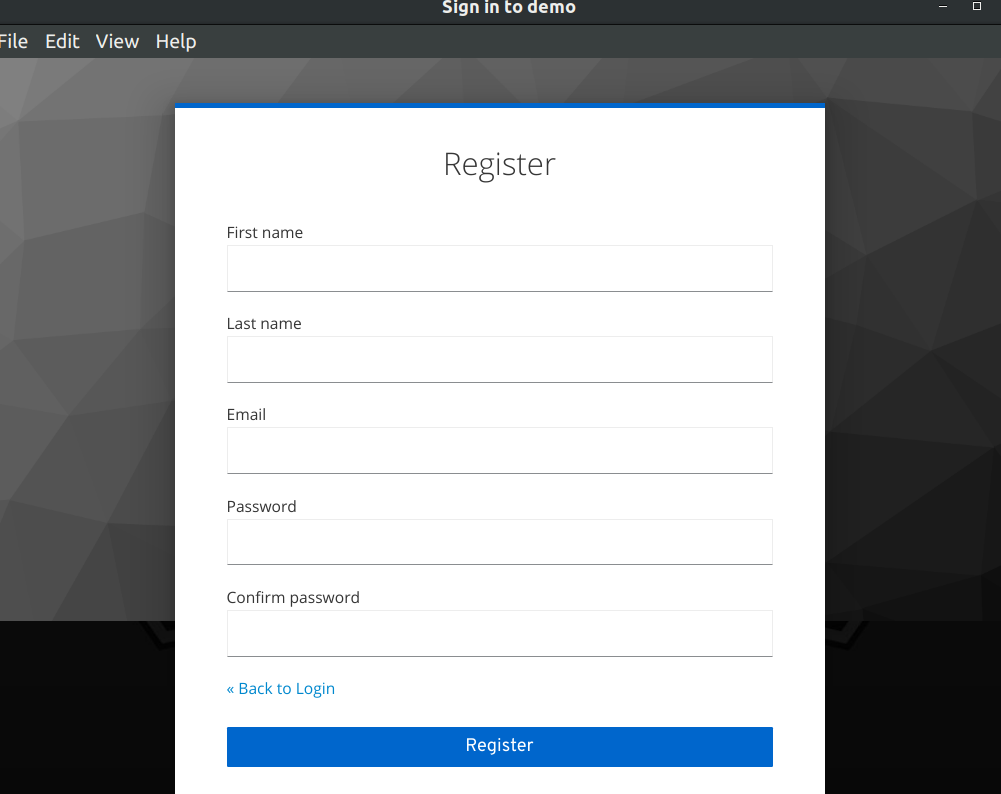 Sign in to demo
File Edit View Help
Register
First name
Last name
Email
Password
Confirm password
« Back to Login
Register